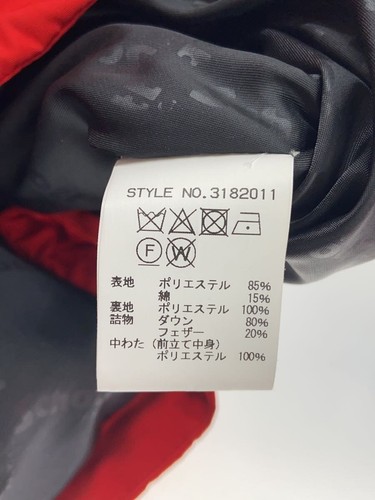 STYLE NO.3182011
F W
表地 ポリエステル 85%
綿 15%
裏地 ポリエステル 100%
詰物 ダウン 80%
フェザー 20%
中わた (前立て中身)
ポリエステル 100%